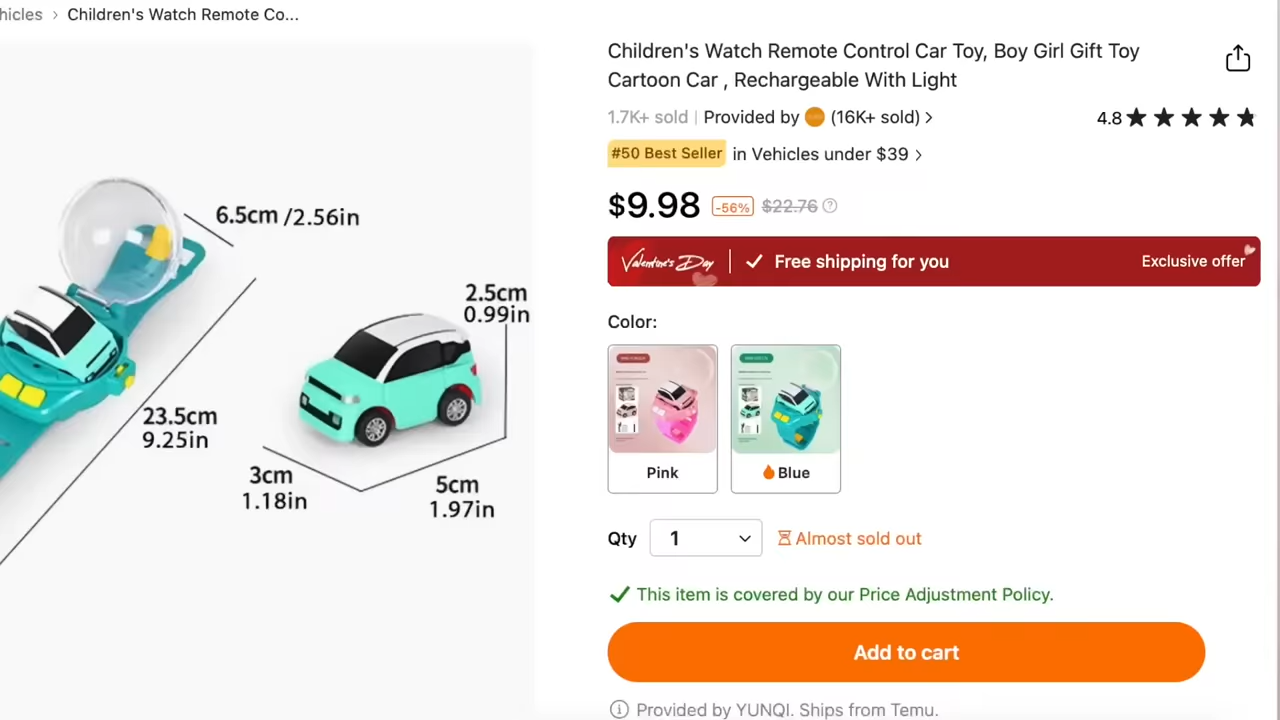 hicles > Children's Watch Remote Co...
6.5cm /2.56in
2.5cm
0.99in
23.5cm
9.25in
3cm
1.18in
5cm
1.97in
Children's Watch Remote Control Car Toy, Boy Girl Gift Toy
Cartoon Car , Rechargeable With Light
1.7K+ sold | Provided by (16K+ sold) >
4.8
#50 Best Seller in Vehicles under $39 >
$9.98 -56% $22.76
Valentine's Day Free shipping for you Exclusive offer
Color:
Pink
Blue
Qty 1 Almost sold out
This item is covered by our Price Adjustment Policy.
Add to cart
Provided by YUNQI. Ships from Temu.